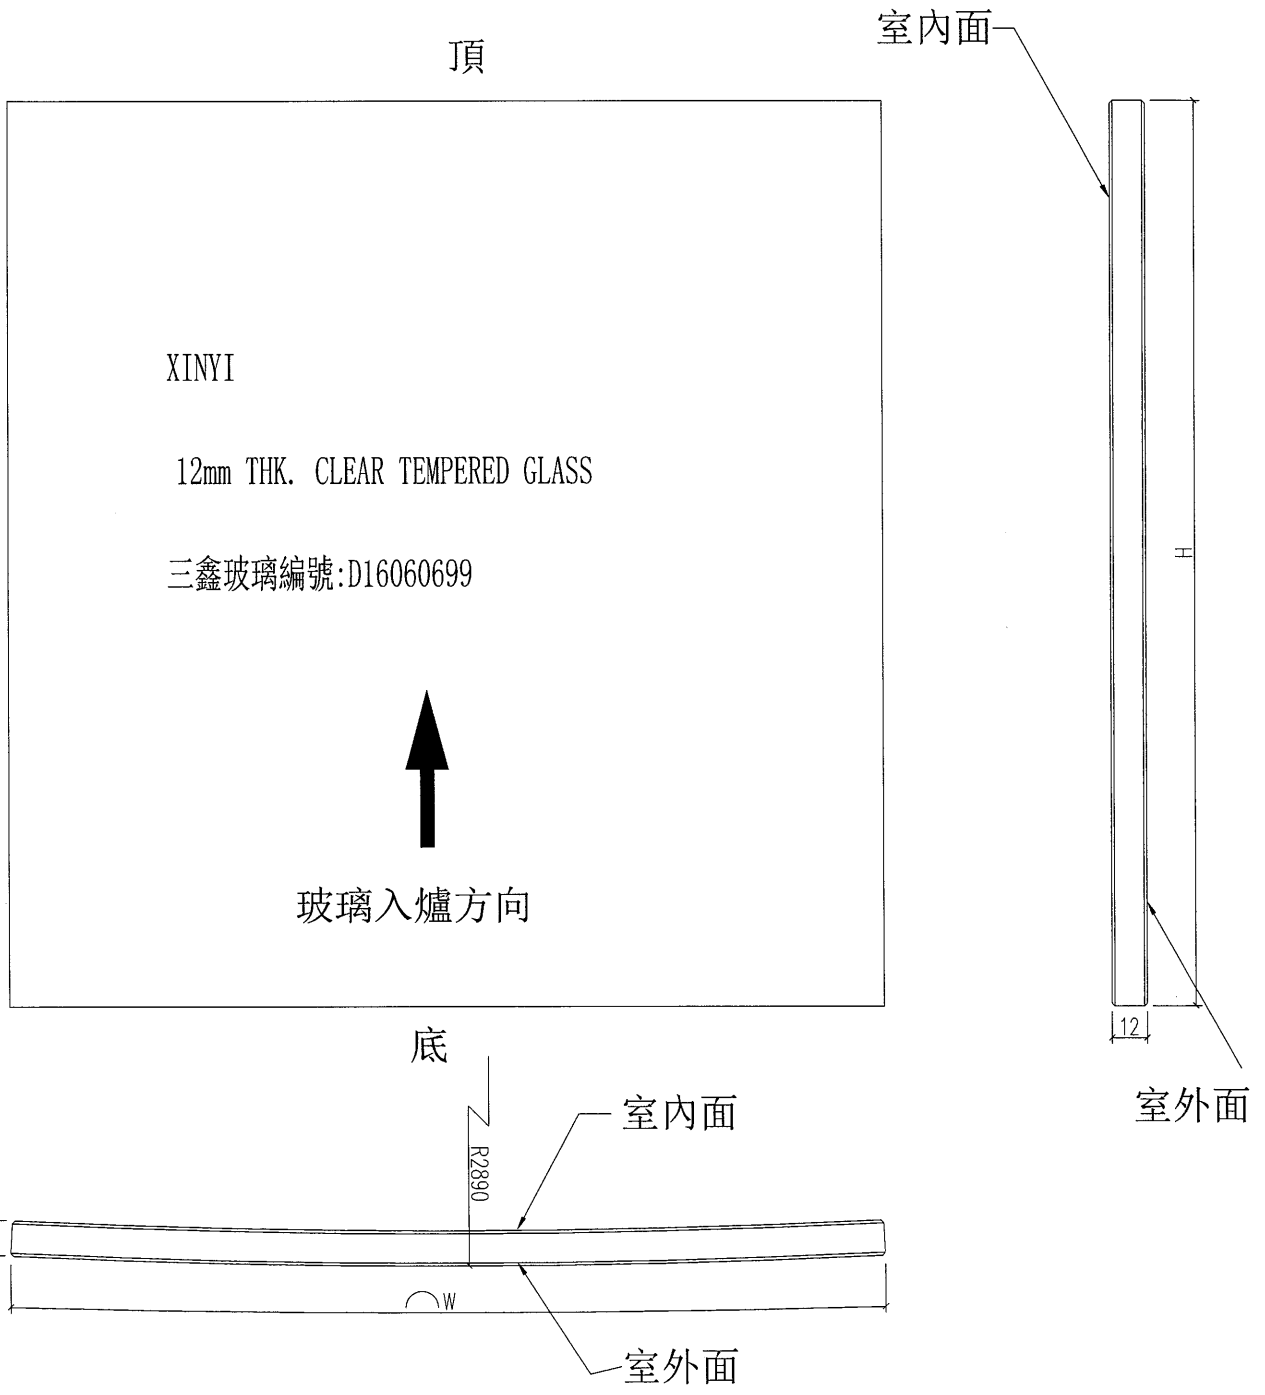 室內面
頂
XINYI
12mm THK. CLEAR TEMPERED GLASS
三鑫玻璃編號:D16060699
H
玻璃入爐方向
12
底
室外面
室內面
R2890
W
室外面